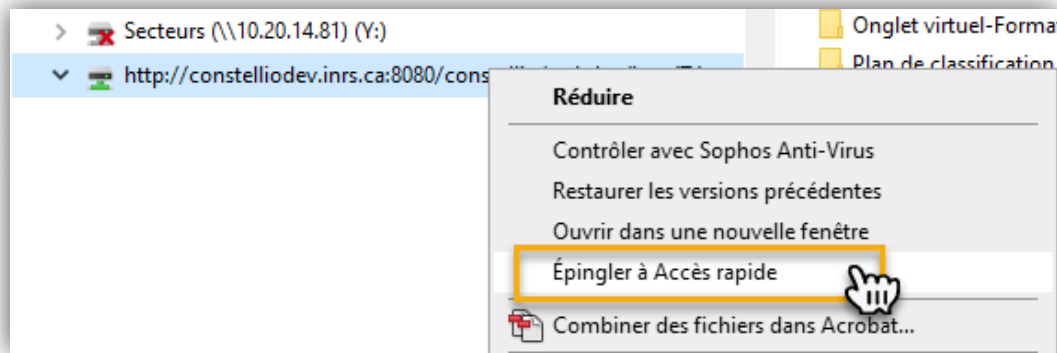 Secteurs (\\10.20.14.81) (Y:)
http://constelliodev.inrs.ca:8080/cons
Onglet virtuel-Forma
Plan de classification
Réduire
Contrôler avec Sophos Anti-Virus
Restaurer les versions précédentes
Ouvrir dans une nouvelle fenêtre
Épingler à Accès rapide
Combiner des fichiers dans Acrobat...